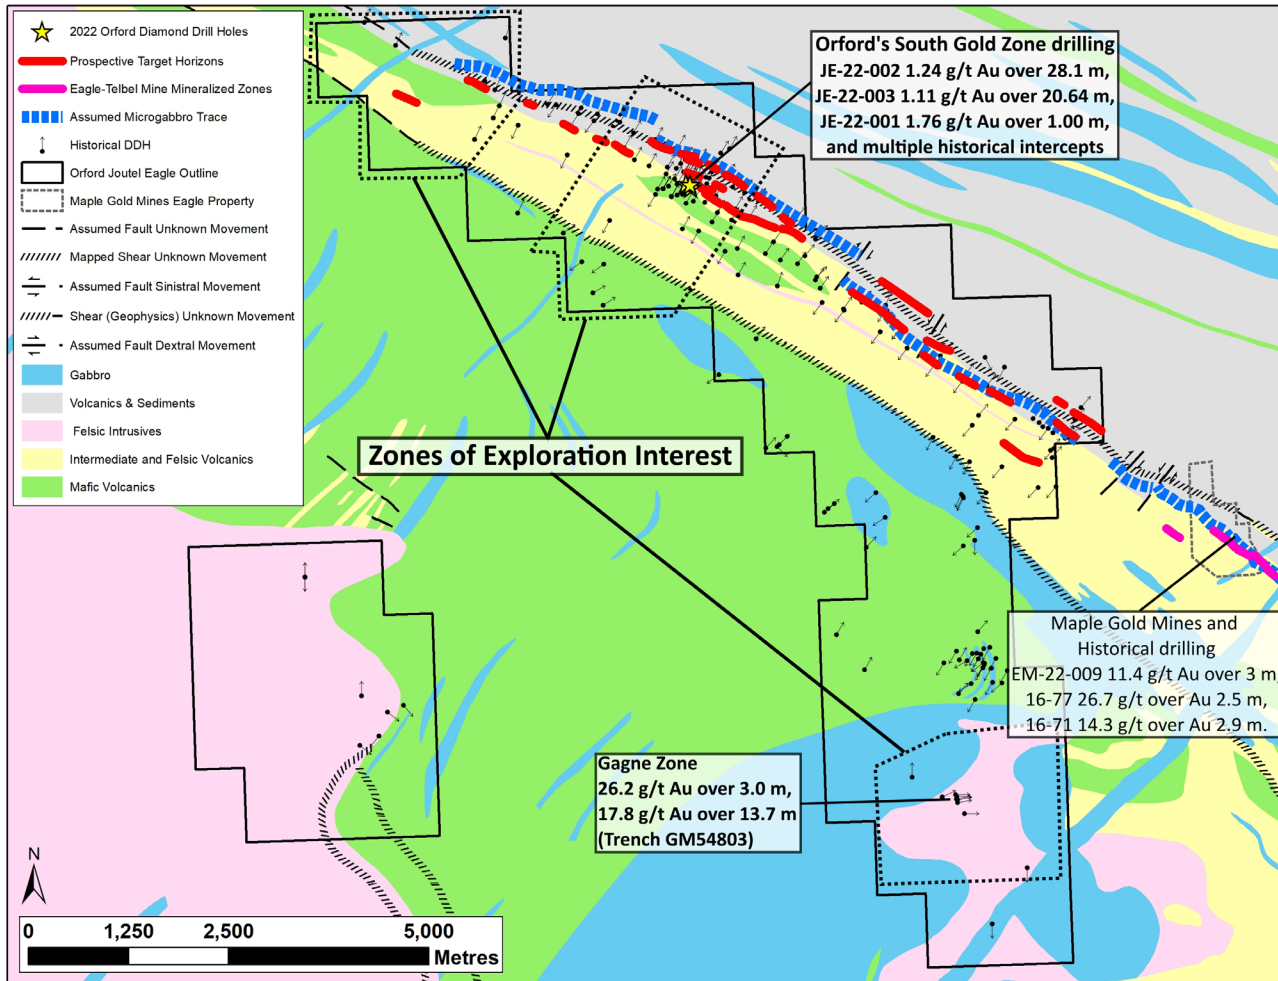 2022 Orford Diamond Drill Holes
Prospective Target Horizons
Eagle-Telbel Mine Mineralized Zones
Assumed Microgabbro Trace
Historical DDH
Orford Joutel Eagle Outline
Maple Gold Mines Eagle Property
Assumed Fault Unknown Movement
Mapped Shear Unknown Movement
Assumed Fault Sinistral Movement
Shear (Geophysics) Unknown Movement
Assumed Fault Dextral Movement
Gabbro
Volcanics & Sediments
Felsic Intrusives
Intermediate and Felsic Volcanics
Mafic Volcanics
Orford's South Gold Zone drilling
JE-22-002 1.24 g/t Au over 28.1 m,
JE-22-003 1.11 g/t Au over 20.64 m,
JE-22-001 1.76 g/t Au over 1.00 m,
and multiple historical intercepts
Zones of Exploration Interest
Maple Gold Mines and
Historical drilling
EM-22-009 11.4 g/t Au over 3 m,
16-77 26.7 g/t over Au 2.5 m,
16-71 14.3 g/t over Au 2.9 m.
Gagne Zone
26.2 g/t Au over 3.0 m,
17.8 g/t Au over 13.7 m
(Trench GM54803)
N
0 1,250 2,500 5,000
Metres